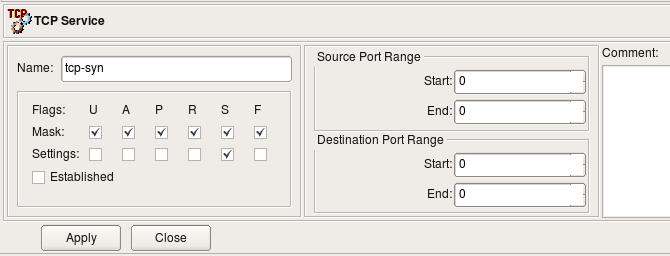 TCP TCP Service
Name: tcp-syn
Flags: U A P R S F
Mask:
Settings:
Established
Source Port Range
Start: 0
End: 0
Destination Port Range
Start: 0
End: 0
Comment:
Apply Close